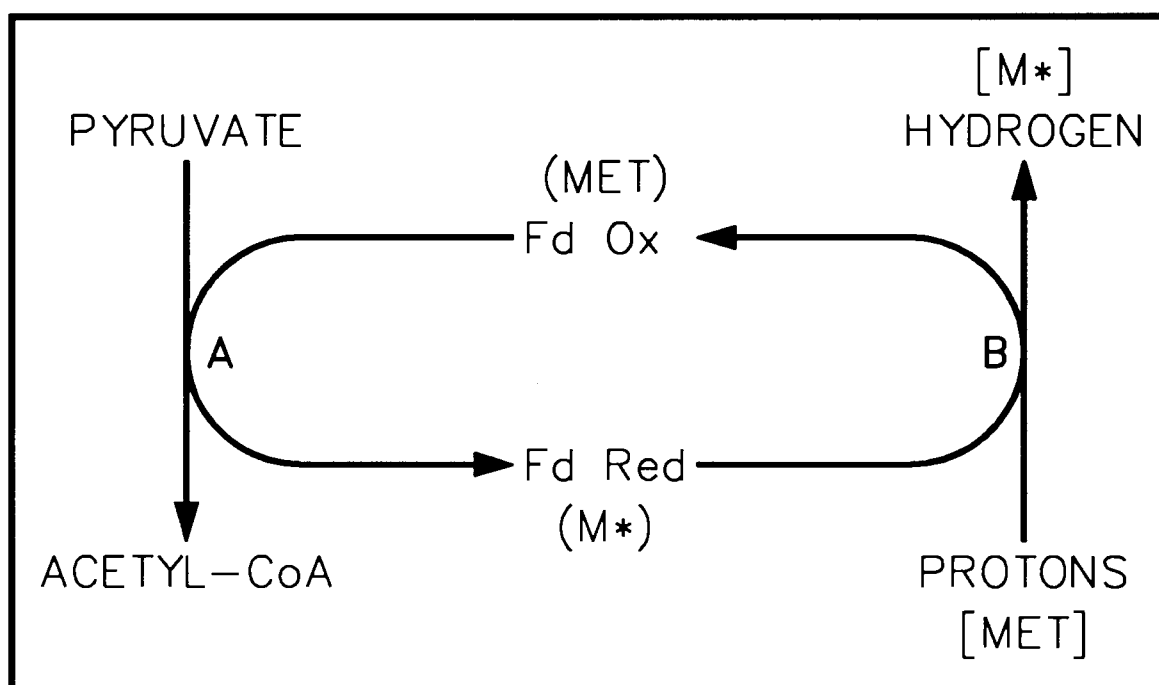 [M*]
PYRUVATE
HYDROGEN
(MET)
Fd Ox
A
B
Fd Red
(M*)
ACETYL-CoA
PROTONS
[MET]